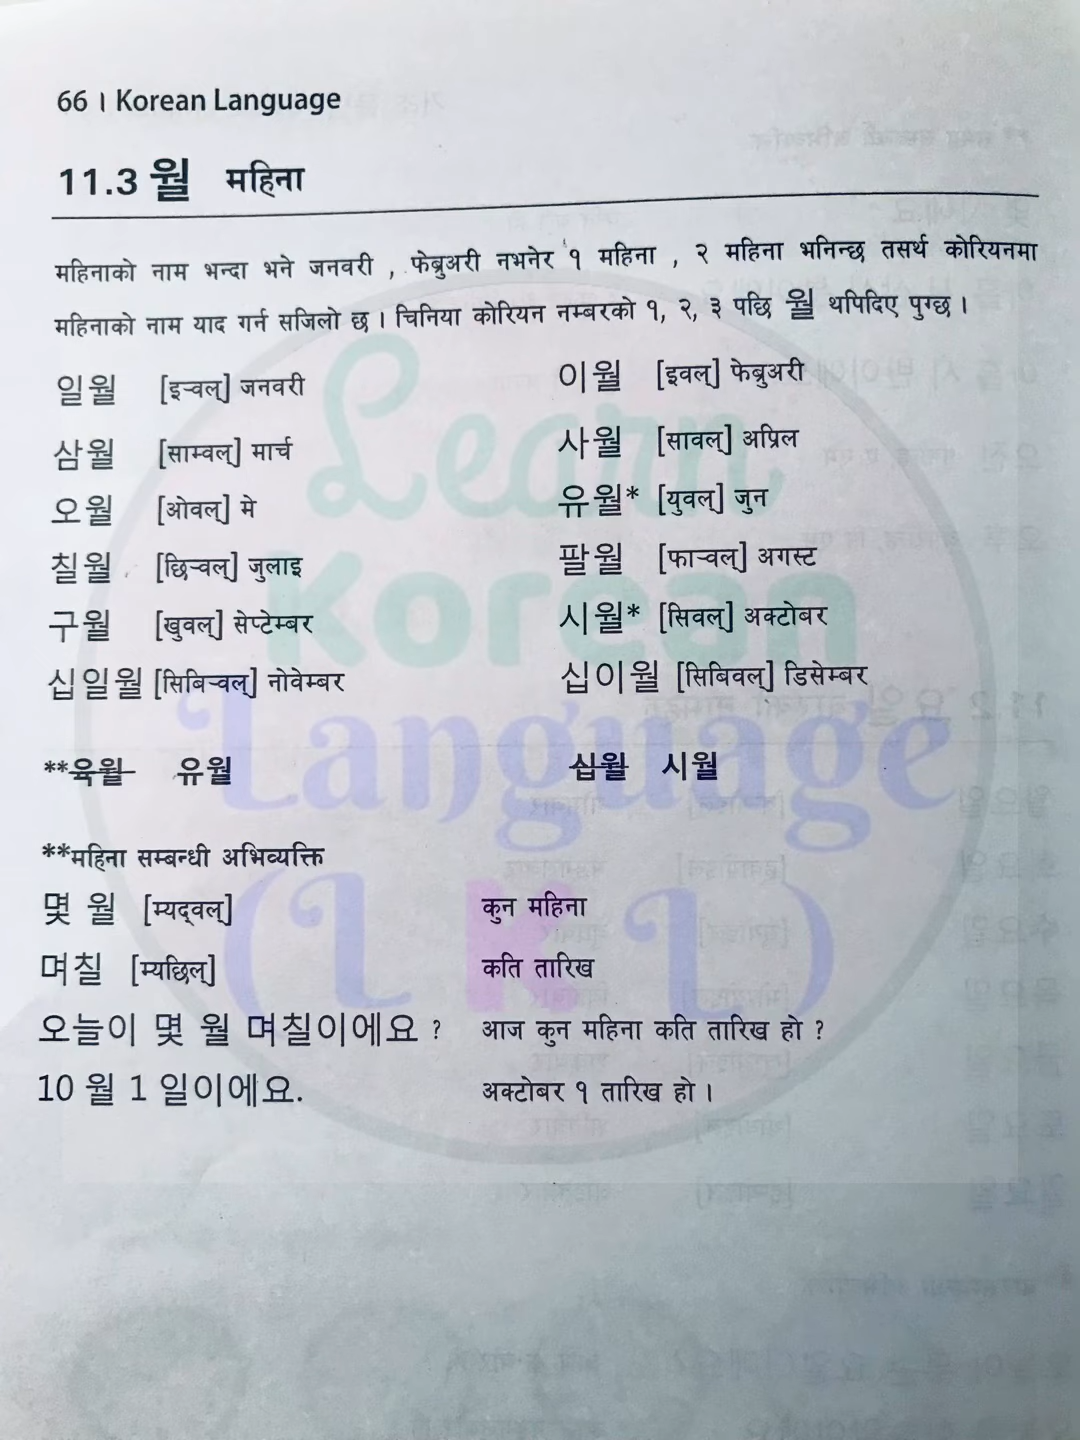 66 । Korean Language
11.3 월 महिना
महिनाको नाम भन्दा भने जनवरी , फेब्रुअरी नभनेर १ महिना , २ महिना भनिन्छ तसर्थ कोरियनमा
महिनाको नाम याद गर्न सजिलो छ । चिनिया कोरियन नम्बरको १, २, ३ पछि 월 थपिदिए पुग्छ ।
일월 [इऱ्वल्] जनवरी 이월 [इवल्] फेब्रुअरी
삼월 [साम्वल्] मार्च 사월 [सावल्] अप्रिल
오월 [ओवल्] मे 유월* [युवल्] जुन
칠월 [छिऱ्वल्] जुलाइ 팔월 [फाऱ्वल्] अगस्ट
구월 [खुवल्] सेप्टेम्बर 시월* [सिवल्] अक्टोबर
십일월 [सिबिऱ्वल्] नोवेम्बर 십이월 [सिबिवल्] डिसेम्बर
**육월 유월 십월 시월
**महिना सम्बन्धी अभिव्यक्ति
몇 월 [म्यद्वल्] कुन महिना
며칠 [म्यछिल्] कति तारिख
오늘이 몇 월 며칠이에요 ? आज कुन महिना कति तारिख हो ?
10 월 1 일이에요. अक्टोबर १ तारिख हो ।
Learn
Korean
Language
(LKL)